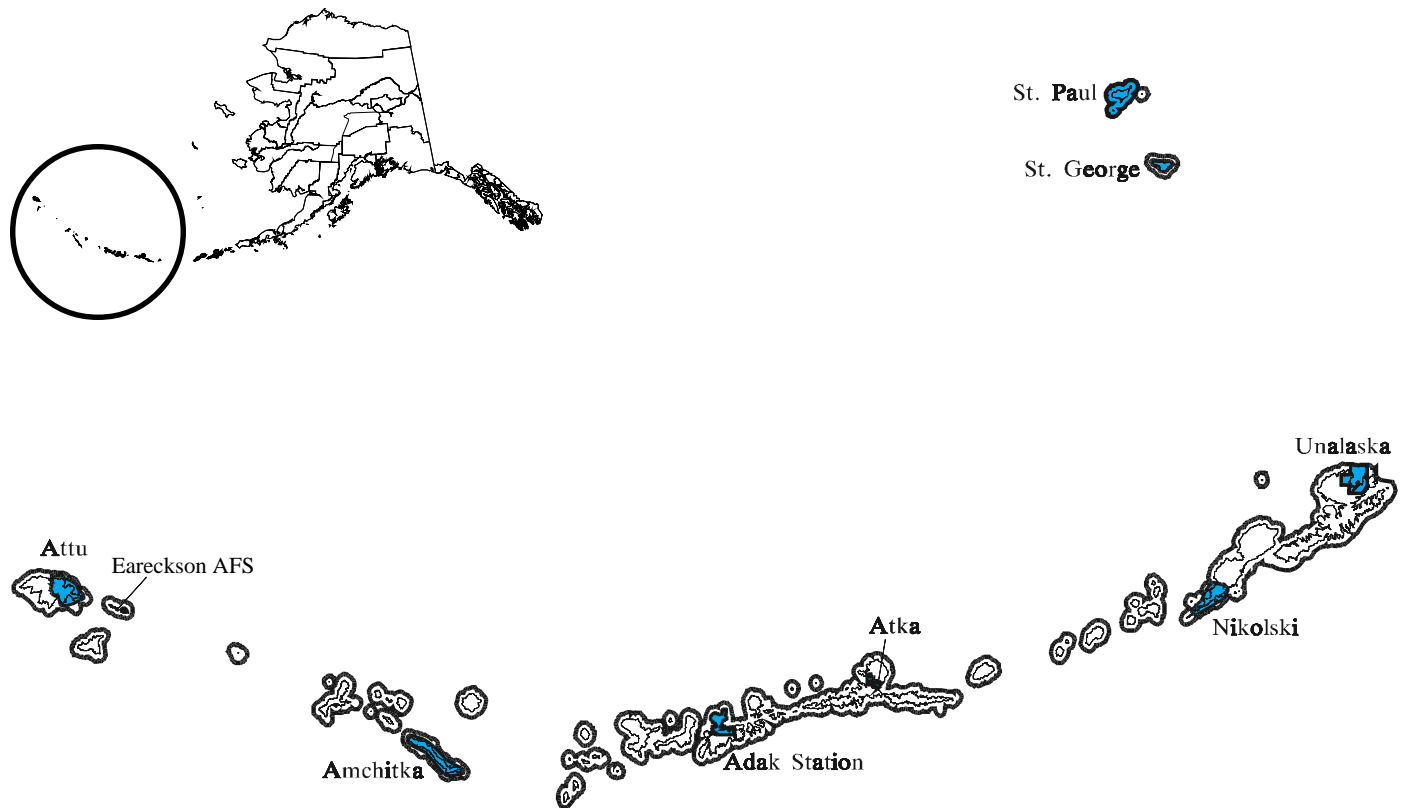 St. Paul
St. George
Unalaska
Attu
Eareckson AFS
Atka
Nikolski
Amchitka
Adak Station